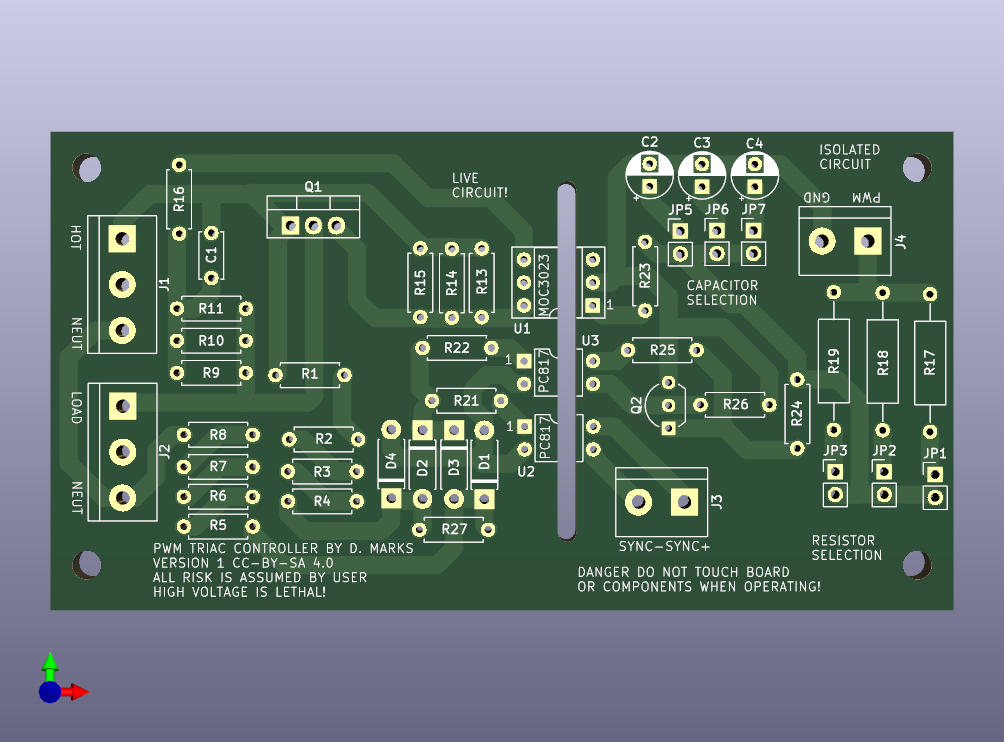 C2
C3
C4
ISOLATED
CIRCUIT
LIVE
CIRCUIT!
Q1
R16
+
+
+
JP5
JP6
JP7
GND
PWM
J4
HOT
C1
J1
R15
R14
R13
MOC3023
1
R23
CAPACITOR
SELECTION
R11
U1
NEUT
R10
R22
1
PC817
U3
R25
R19
R18
R17
R9
R1
LOAD
R21
Q2
R26
R24
R8
R2
1
PC817
J2
R7
R3
D4
D2
D3
D1
U2
JP3
JP2
JP1
NEUT
R6
R4
J3
R5
R27
SYNC-SYNC+
RESISTOR
SELECTION
PWM TRIAC CONTROLLER BY D. MARKS
VERSION 1 CC-BY-SA 4.0
ALL RISK IS ASSUMED BY USER
HIGH VOLTAGE IS LETHAL!
DANGER DO NOT TOUCH BOARD
OR COMPONENTS WHEN OPERATING!